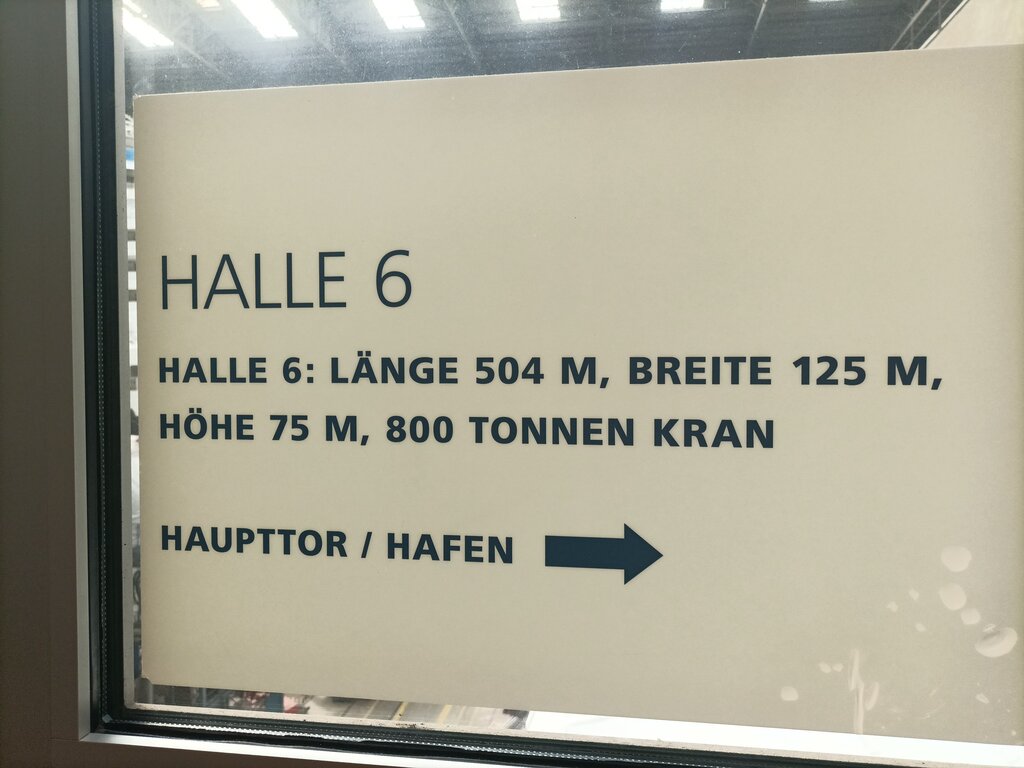 HALLE 6
HALLE 6: LÄNGE 504 M, BREITE 125 M,
HÖHE 75 M, 800 TONNEN KRAN
HAUPTTOR / HAFEN